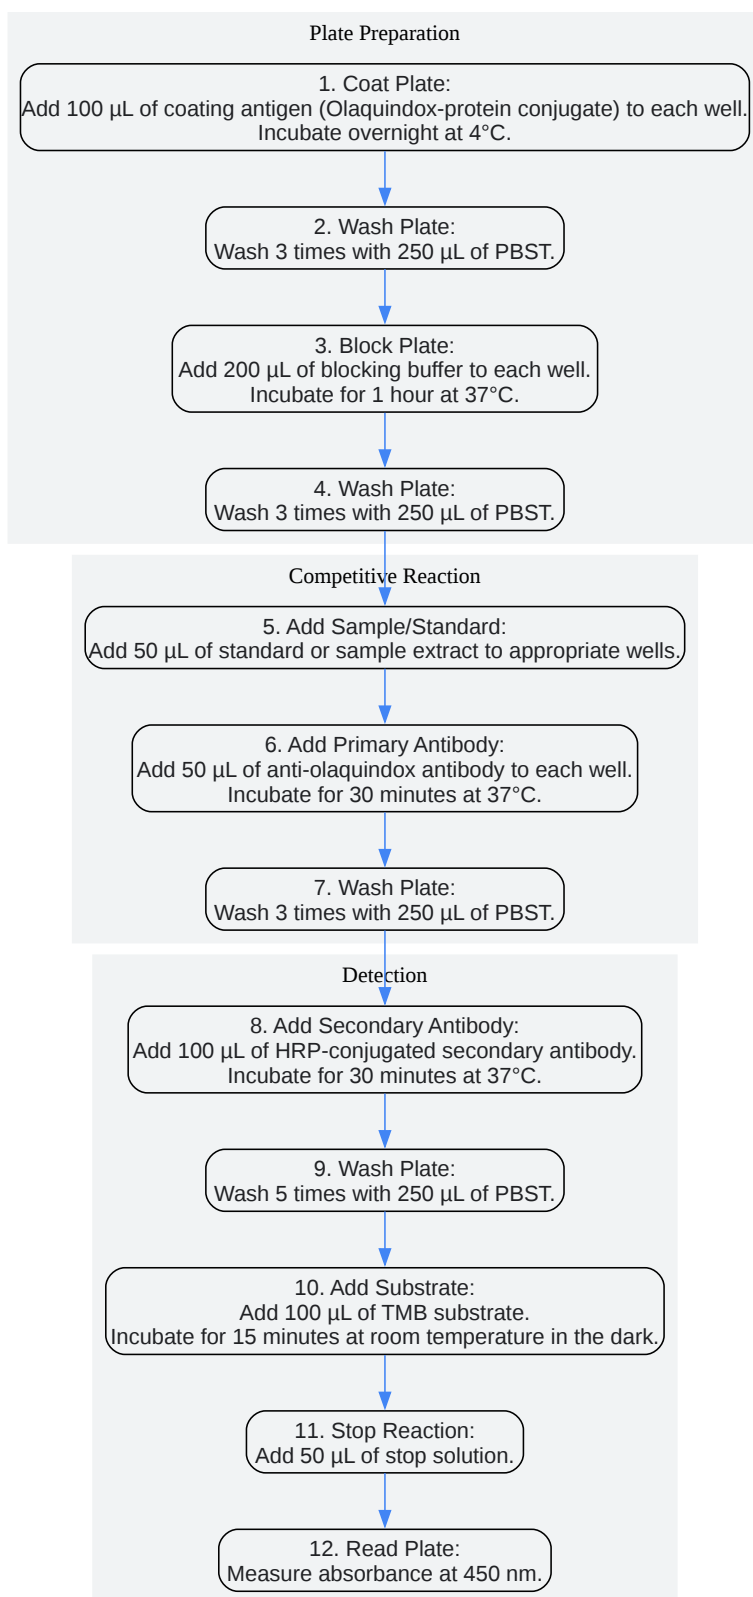 Plate Preparation
1. Coat Plate:
Add 100 µL of coating antigen (Olaquindox-protein conjugate) to each well.
Incubate overnight at 4°C.
2. Wash Plate:
Wash 3 times with 250 µL of PBST.
3. Block Plate:
Add 200 µL of blocking buffer to each well.
Incubate for 1 hour at 37°C.
4. Wash Plate:
Wash 3 times with 250 µL of PBST.
Competitive Reaction
5. Add Sample/Standard:
Add 50 µL of standard or sample extract to appropriate wells.
6. Add Primary Antibody:
Add 50 µL of anti-olaquindox antibody to each well.
Incubate for 30 minutes at 37°C.
7. Wash Plate:
Wash 3 times with 250 µL of PBST.
Detection
8. Add Secondary Antibody:
Add 100 µL of HRP-conjugated secondary antibody.
Incubate for 30 minutes at 37°C.
9. Wash Plate:
Wash 5 times with 250 µL of PBST.
10. Add Substrate:
Add 100 µL of TMB substrate.
Incubate for 15 minutes at room temperature in the dark.
11. Stop Reaction:
Add 50 µL of stop solution.
12. Read Plate:
Measure absorbance at 450 nm.